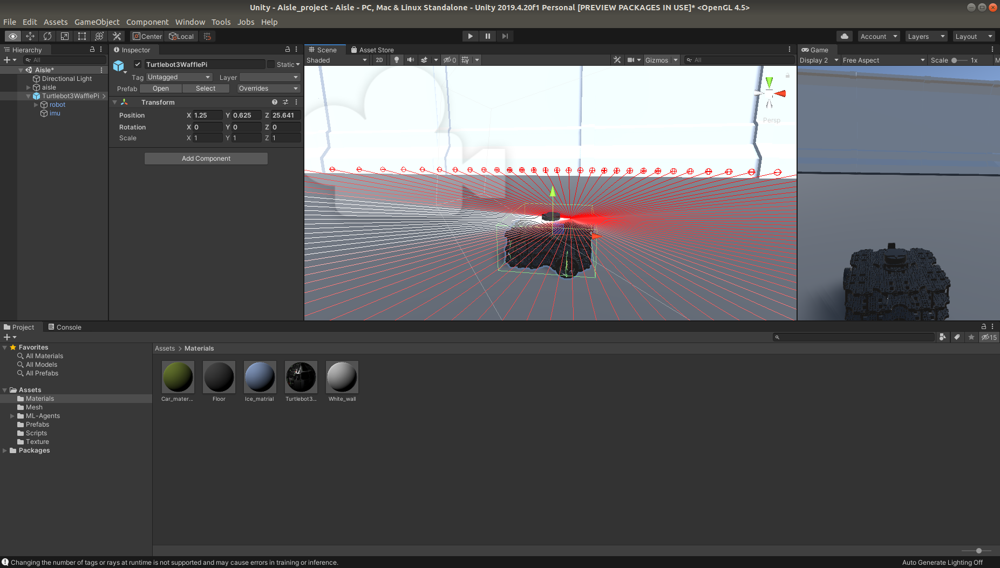 Unity - Aisle_project - Aisle - PC, Mac & Linux Standalone - Unity 2019.4.20f1 Personal [PREVIEW PACKAGES IN USE]* <OpenGL 4.5>
File Edit Assets GameObject Component Window Tools Jobs Help
Center Local Account Layers Layout
Hierarchy
All
Aisle*
Directional Light
aisle
Turtlebot3WafflePi
robot
imu
Inspector
Turtlebot3WafflePi Static
Tag Untagged Layer
Prefab Open Select Overrides
Transform
Position X 1.25 Y 0.625 Z 25.641
Rotation X 0 Y 0 Z 0
Scale X 1 Y 1 Z 1
Add Component
Scene Asset Store
Shaded 2D 0 Gizmos All
Persp
Game
Display 2 Free Aspect Scale 1x M
Project Console
15
Favorites
All Materials
All Models
All Prefabs
Assets
Materials
Mesh
ML-Agents
Prefabs
Scripts
Texture
Packages
Assets > Materials
Car_mater... Floor Ice_matrial Turtlebot3... White_wall
Changing the number of tags or rays at runtime is not supported and may cause errors in training or inference.
Auto Generate Lighting Off